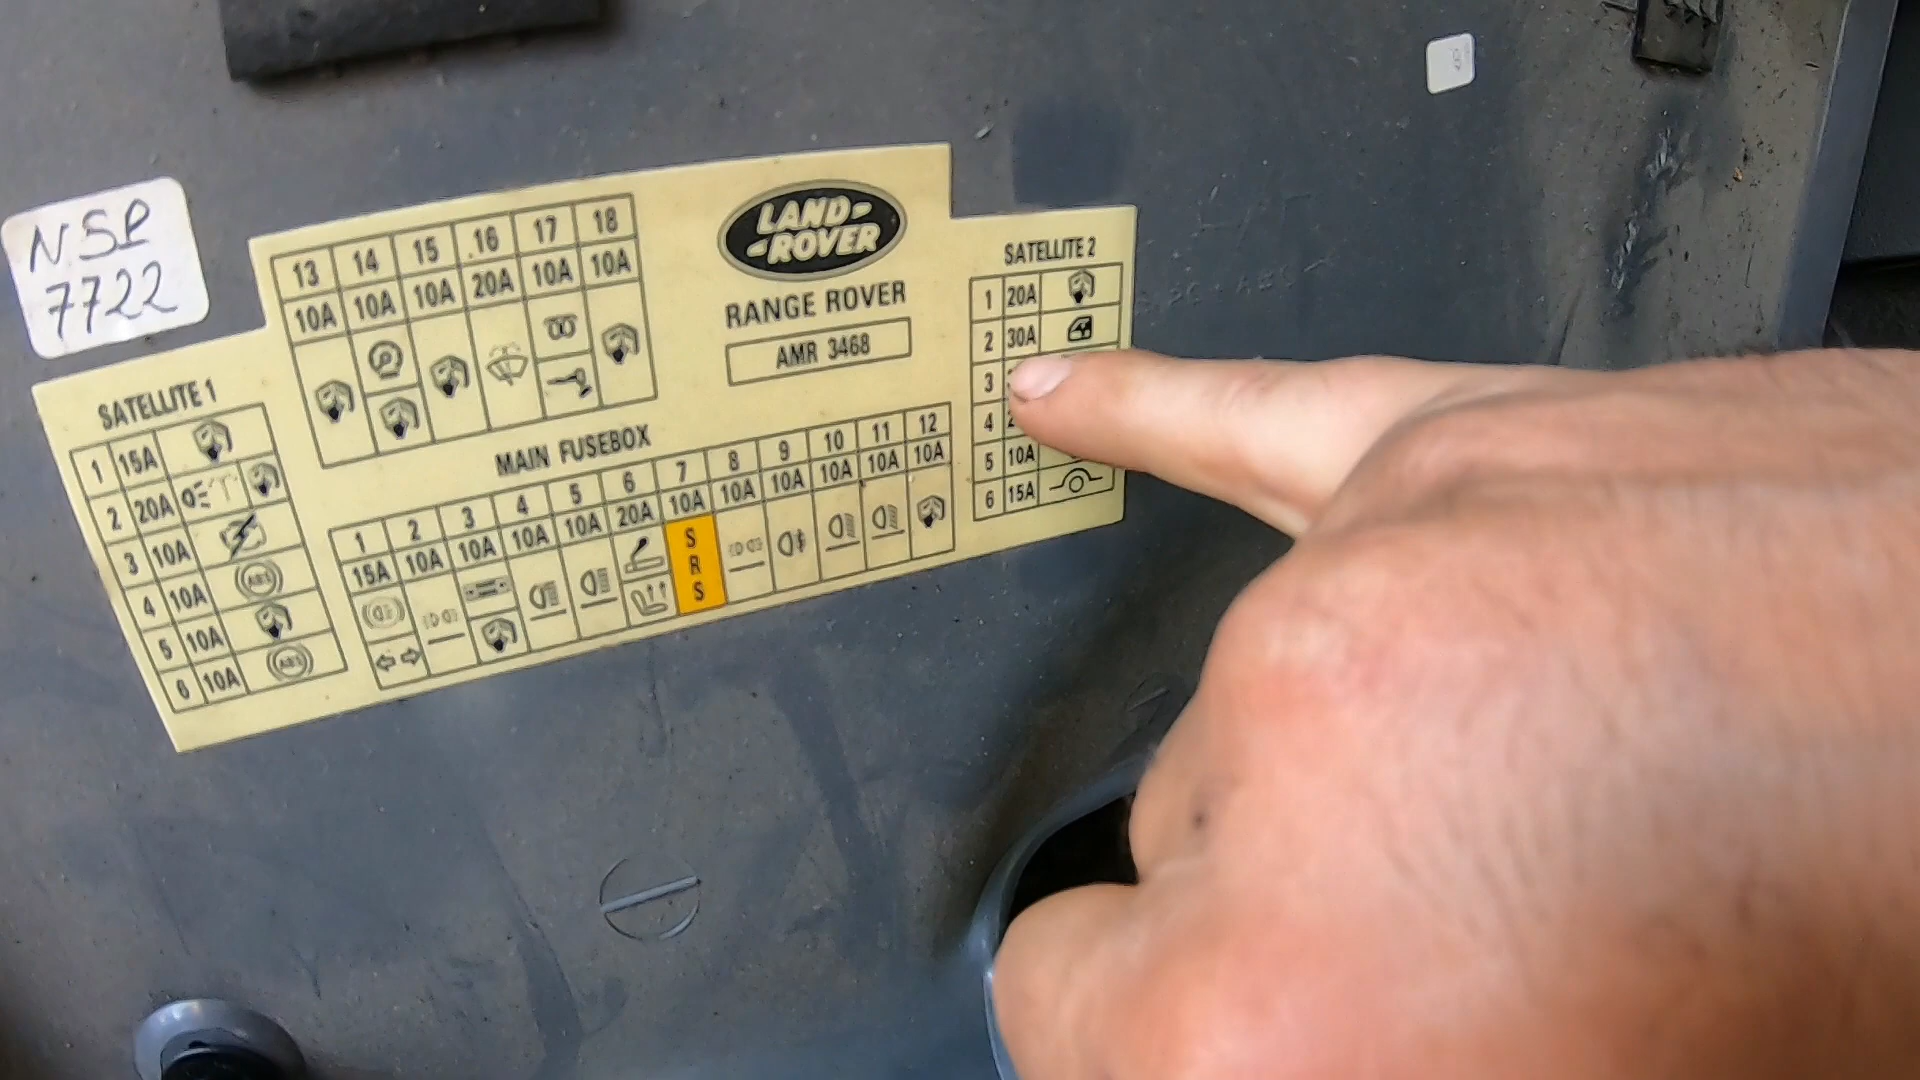 NSP
7722
13 14 15 16 17 18
10A 10A 10A 20A 10A 10A
LAND-
-ROVER
RANGE ROVER
AMR 3468
SATELLITE 1
1 15A
2 20A
3 10A
4 10A ABS
5 10A
6 10A ABS
MAIN FUSEBOX
1 2 3 4 5 6 7 8 9 10 11 12
15A 10A 10A 10A 10A 20A 10A 10A 10A 10A 10A 10A
S
R
S
SATELLITE 2
1 20A
2 30A
3
4
5 10A
6 15A